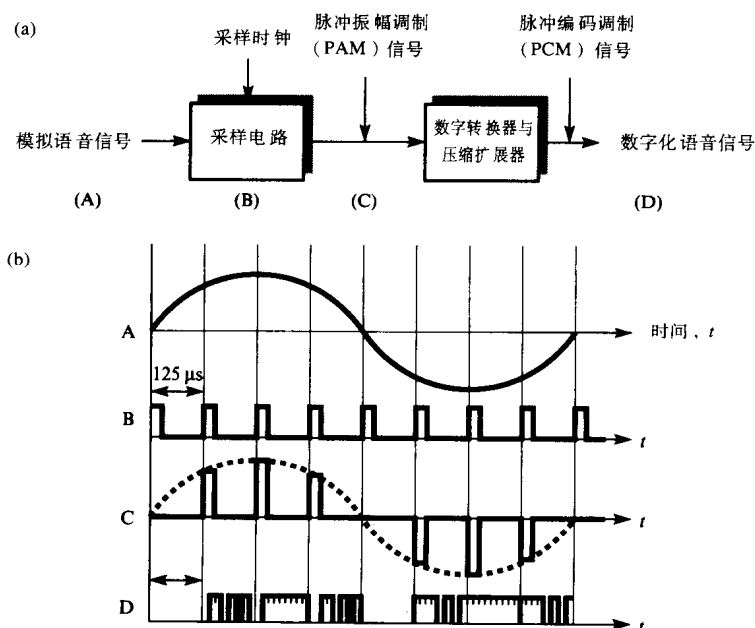 (a)
采样时钟
脉冲振幅调制
（PAM）信号
脉冲编码调制
（PCM）信号
模拟语音信号
采样电路
数字转换器与
压缩扩展器
数字化语音信号
(A)
(B)
(C)
(D)
(b)
A
时间，t
125 μs
B
t
C
t
D
t